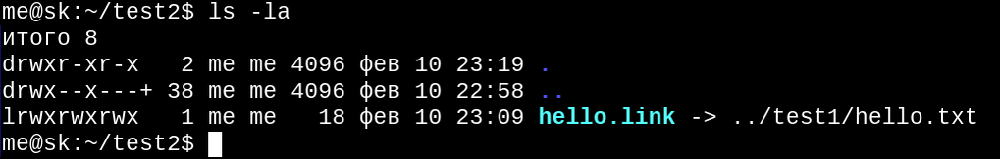 me@sk:~/test2$ ls -la
итого 8
drwxr-xr-x   2 me me 4096 фев 10 23:19 .
drwx--x---+ 38 me me 4096 фев 10 22:58 ..
lrwxrwxrwx   1 me me   18 фев 10 23:09 hello.link -> ../test1/hello.txt
me@sk:~/test2$